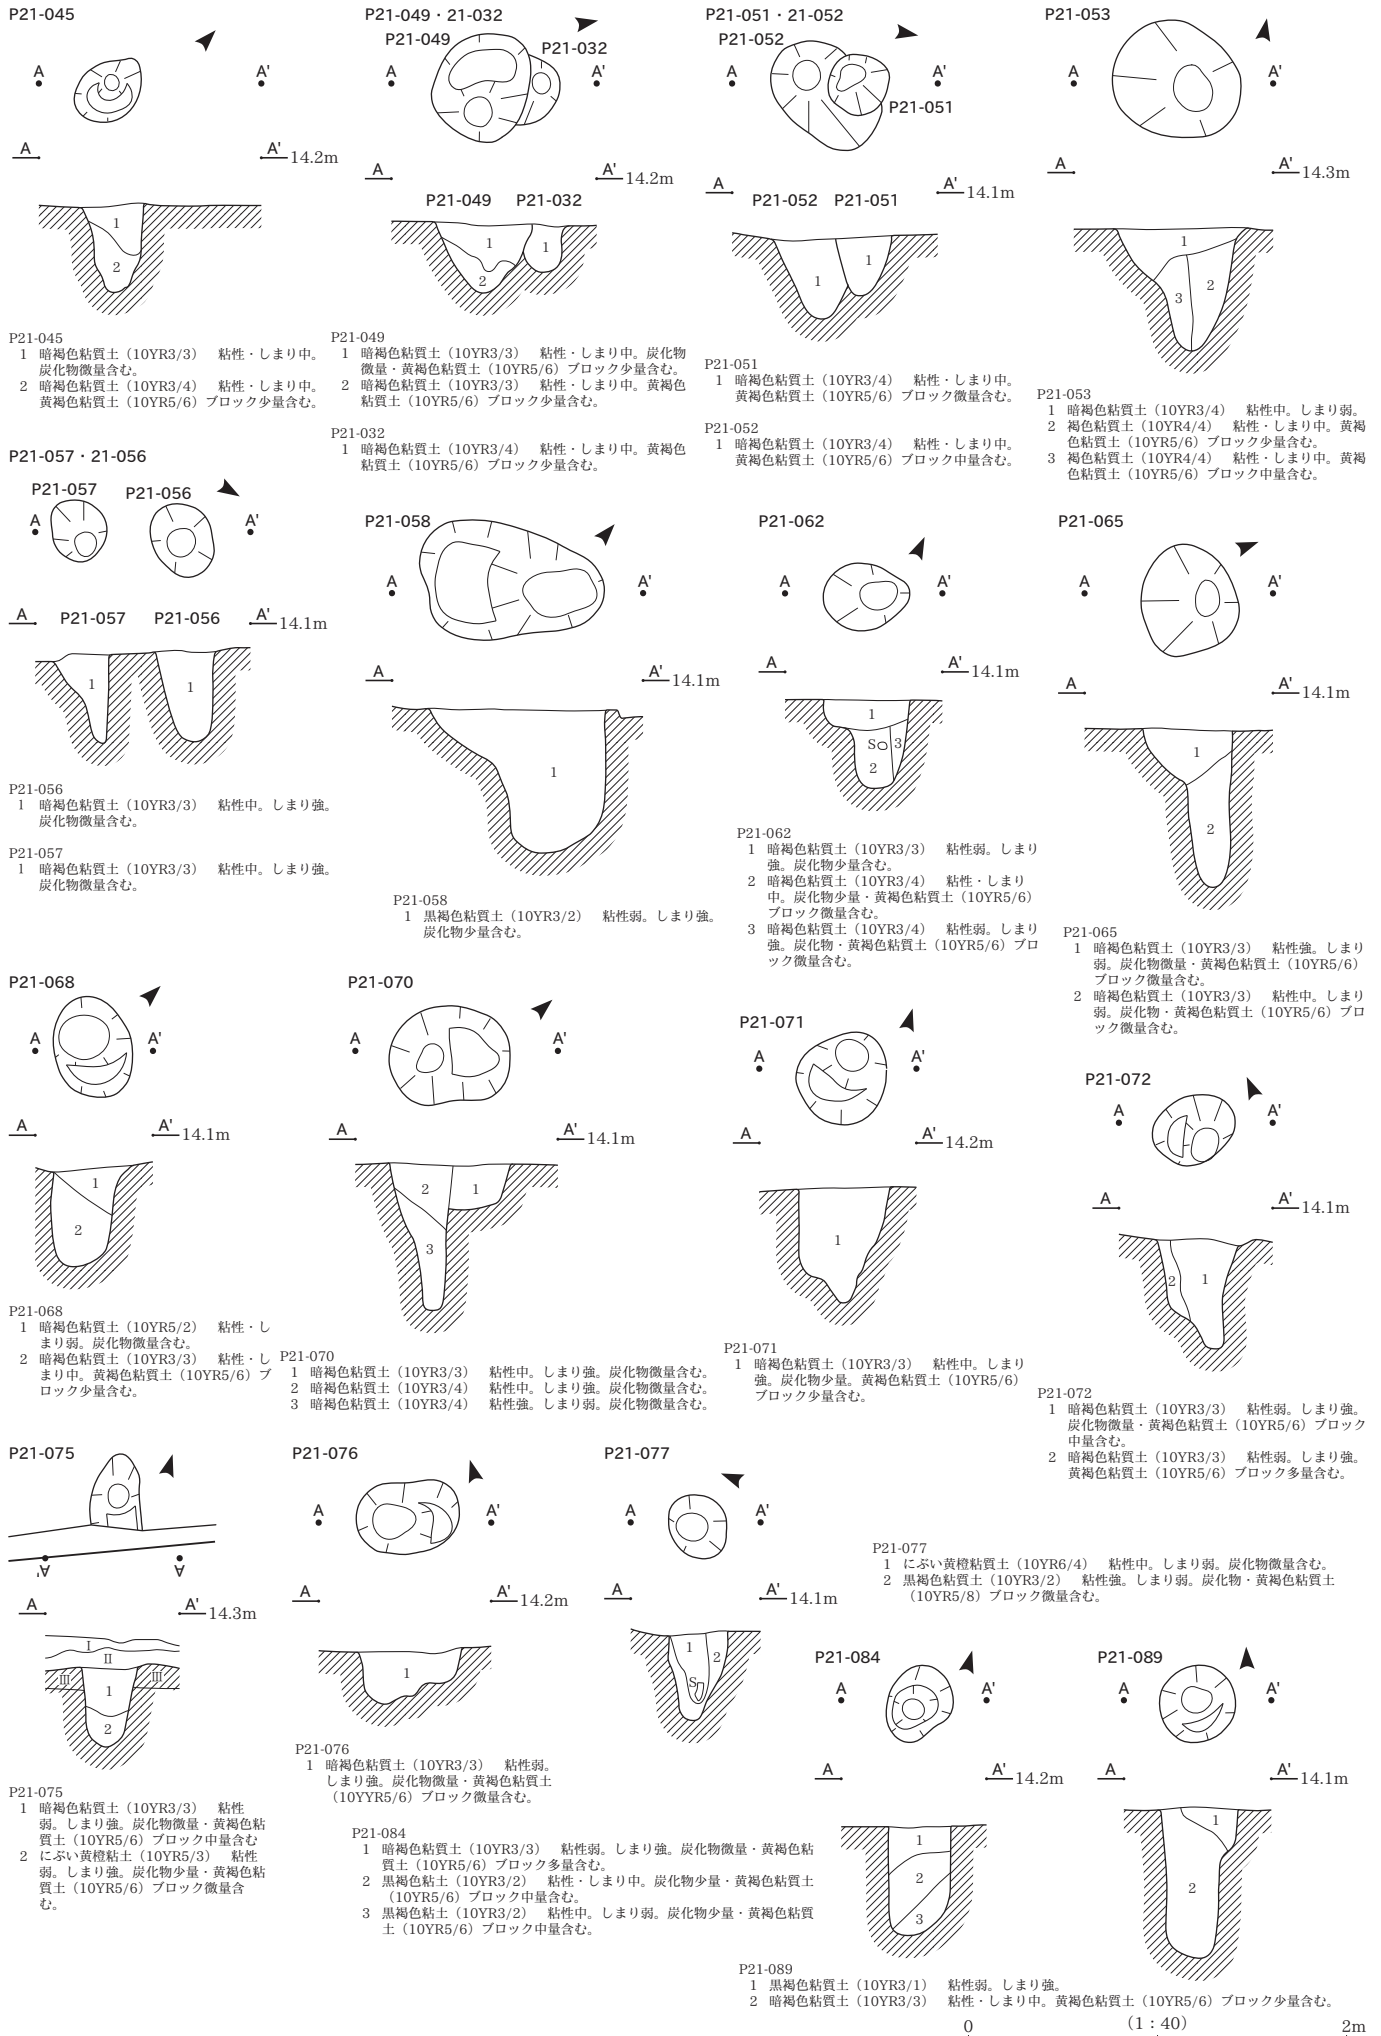 P21-045
A
A'
A
A'
14.2m
1
2
P21-045
1 暗褐色粘質土（10YR3/3） 粘性・しまり中。
炭化物微量含む。
2 暗褐色粘質土（10YR3/4） 粘性・しまり中。
黄褐色粘質土（10YR5/6）ブロック少量含む。
P21-049・21-032
P21-049
P21-032
A
A'
A
A'
14.2m
P21-049 P21-032
1
2
1
P21-049
1 暗褐色粘質土（10YR3/3） 粘性・しまり中。炭化物
微量・黄褐色粘質土（10YR5/6）ブロック少量含む。
2 暗褐色粘質土（10YR3/3） 粘性・しまり中。黄褐色
粘質土（10YR5/6）ブロック少量含む。
P21-032
1 暗褐色粘質土（10YR3/4） 粘性・しまり中。黄褐色
粘質土（10YR5/6）ブロック少量含む。
P21-051・21-052
P21-052
A
A'
P21-051
A
A'
14.1m
P21-052 P21-051
1
1
P21-051
1 暗褐色粘質土（10YR3/4） 粘性・しまり中。
黄褐色粘質土（10YR5/6）ブロック微量含む。
P21-052
1 暗褐色粘質土（10YR3/4） 粘性・しまり中。
黄褐色粘質土（10YR5/6）ブロック中量含む。
P21-053
A
A'
A
A'
14.3m
1
2
3
P21-053
1 暗褐色粘質土（10YR3/4） 粘性中。しまり弱。
2 褐色粘質土（10YR4/4） 粘性・しまり中。黄褐
色粘質土（10YR5/6）ブロック少量含む。
3 褐色粘質土（10YR4/4） 粘性・しまり中。黄褐
色粘質土（10YR5/6）ブロック中量含む。
P21-057・21-056
P21-057 P21-056
A
A'
A
P21-057 P21-056
A'
14.1m
1
1
P21-056
1 暗褐色粘質土（10YR3/3） 粘性中。しまり強。
炭化物微量含む。
P21-057
1 暗褐色粘質土（10YR3/3） 粘性中。しまり強。
炭化物微量含む。
P21-058
A
A'
A
A'
14.1m
1
P21-058
1 黒褐色粘質土（10YR3/2） 粘性弱。しまり強。
炭化物少量含む。
P21-062
A
A'
A
A'
14.1m
1
S
3
2
P21-062
1 暗褐色粘質土（10YR3/3） 粘性弱。しまり
強。炭化物少量含む。
2 暗褐色粘質土（10YR3/4） 粘性・しまり
中。炭化物少量・黄褐色粘質土（10YR5/6）
ブロック微量含む。
3 暗褐色粘質土（10YR3/4） 粘性弱。しまり
強。炭化物・黄褐色粘質土（10YR5/6）ブロ
ック微量含む。
P21-065
A
A'
A
A'
14.1m
1
2
P21-065
1 暗褐色粘質土（10YR3/3） 粘性強。しまり
弱。炭化物微量・黄褐色粘質土（10YR5/6）
ブロック微量含む。
2 暗褐色粘質土（10YR3/3） 粘性中。しまり
弱。炭化物・黄褐色粘質土（10YR5/6）ブロ
ック微量含む。
P21-068
A
A'
A
A'
14.1m
1
2
P21-068
1 暗褐色粘質土（10YR5/2） 粘性・し
まり弱。炭化物微量含む。
2 暗褐色粘質土（10YR3/3） 粘性・し
まり中。黄褐色粘質土（10YR5/6）ブ
ロック少量含む。
P21-070
A
A'
A
A'
14.1m
2
1
3
P21-070
1 暗褐色粘質土（10YR3/3） 粘性中。しまり強。炭化物微量含む。
2 暗褐色粘質土（10YR3/4） 粘性中。しまり強。炭化物微量含む。
3 暗褐色粘質土（10YR3/4） 粘性強。しまり弱。炭化物微量含む。
P21-071
A
A'
A
A'
14.2m
1
P21-071
1 暗褐色粘質土（10YR3/3） 粘性中。しまり
強。炭化物少量。黄褐色粘質土（10YR5/6）
ブロック少量含む。
P21-072
A
A'
A
A'
14.1m
2
1
P21-072
1 暗褐色粘質土（10YR3/3） 粘性弱。しまり強。
炭化物微量・黄褐色粘質土（10YR5/6）ブロック
中量含む。
2 暗褐色粘質土（10YR3/3） 粘性弱。しまり強。
黄褐色粘質土（10YR5/6）ブロック多量含む。
P21-075
A'
A
A
A'
14.3m
Ⅰ
Ⅱ
Ⅲ
Ⅲ
1
2
P21-075
1 暗褐色粘質土（10YR3/3） 粘性
弱。しまり強。炭化物微量・黄褐色粘
質土（10YR5/6）ブロック中量含む
2 にぶい黄橙粘土（10YR5/3） 粘性
弱。しまり強。炭化物少量・黄褐色粘
質土（10YR5/6）ブロック微量含
む。
P21-076
A
A'
A
A'
14.2m
1
P21-076
1 暗褐色粘質土（10YR3/3） 粘性弱。
しまり強。炭化物微量・黄褐色粘質土
（10YYR5/6）ブロック微量含む。
P21-077
A
A'
A
A'
14.1m
1
2
S
P21-077
1 にぶい黄橙粘質土（10YR6/4） 粘性中。しまり弱。炭化物微量含む。
2 黒褐色粘質土（10YR3/2） 粘性強。しまり弱。炭化物・黄褐色粘質土
（10YR5/8）ブロック微量含む。
P21-084
A
A'
A
A'
14.2m
1
2
3
P21-084
1 暗褐色粘質土（10YR3/3） 粘性弱。しまり強。炭化物微量・黄褐色粘
質土（10YR5/6）ブロック多量含む。
2 黒褐色粘土（10YR3/2） 粘性・しまり中。炭化物少量・黄褐色粘質土
（10YR5/6）ブロック中量含む。
3 黒褐色粘土（10YR3/2） 粘性中。しまり弱。炭化物少量・黄褐色粘質
土（10YR5/6）ブロック中量含む。
P21-089
A
A'
A
A'
14.1m
1
2
P21-089
1 黒褐色粘質土（10YR3/1） 粘性弱。しまり強。
2 暗褐色粘質土（10YR3/3） 粘性・しまり中。黄褐色粘質土（10YR5/6）ブロック少量含む。
0
（1：40）
2m